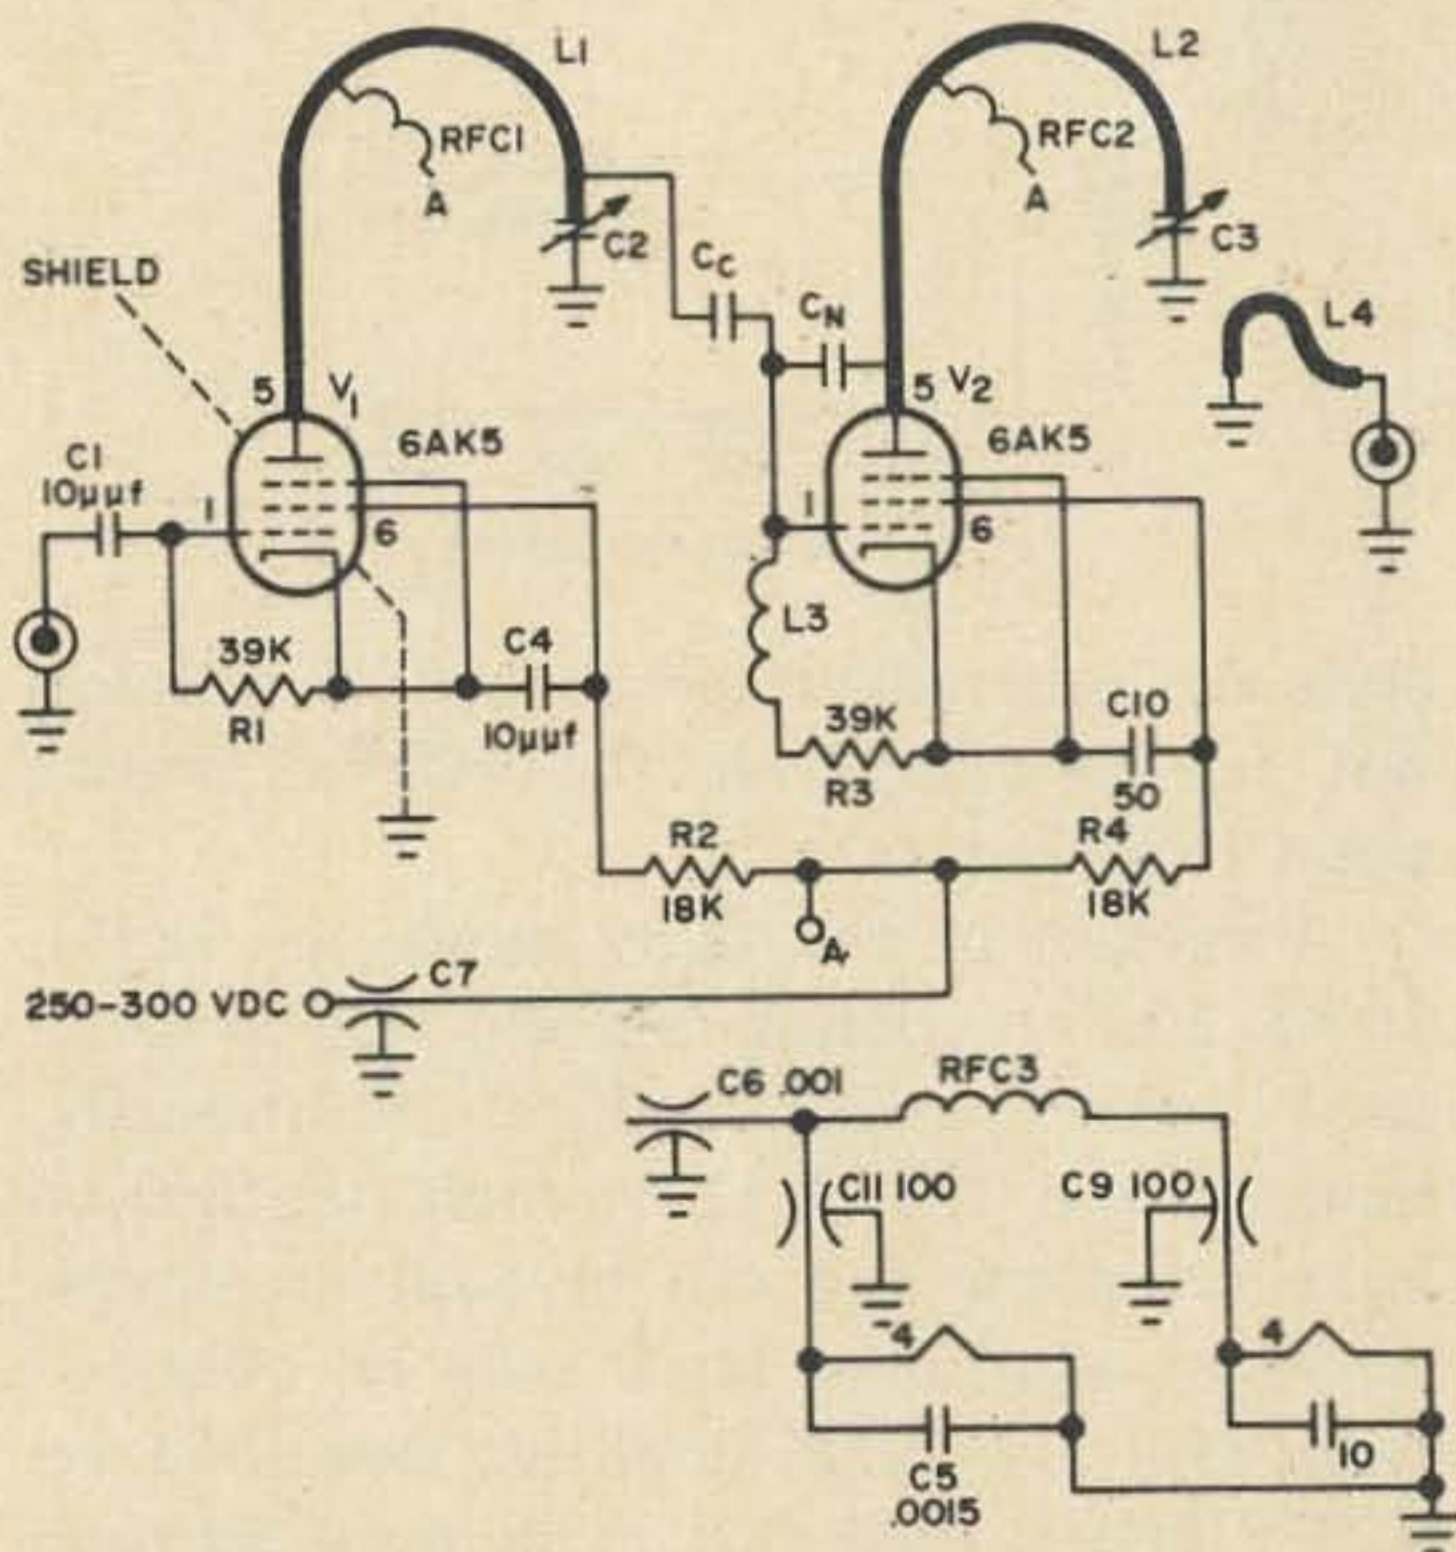 L1
L2
RFC1
A
RFC2
A
C2
C3
SHIELD
CC
CN
L4
5
V1
5
V2
6AK5
6AK5
C1
10µµf
1
6
1
6
39K
R1
C4
10µµf
L3
39K
R3
C10
50
R2
18K
A
R4
18K
C7
250-300 VDC
C6 .001
RFC3
C11 100
C9 100
4
4
C5
.0015
10